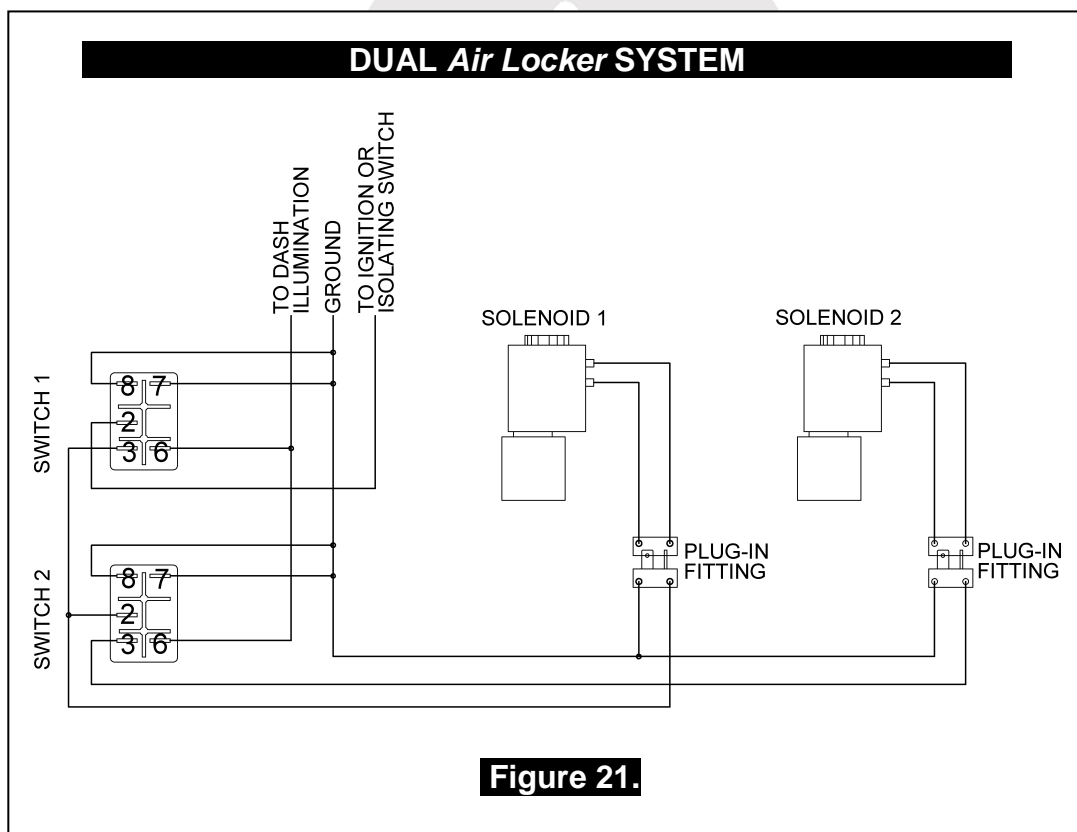 DUAL Air Locker SYSTEM
TO DASH
ILLUMINATION
GROUND
TO IGNITION OR
ISOLATING SWITCH
SOLENOID 1
SOLENOID 2
SWITCH 1
8 7
2
3 6
SWITCH 2
8 7
2
3 6
PLUG-IN
FITTING
PLUG-IN
FITTING
Figure 21.